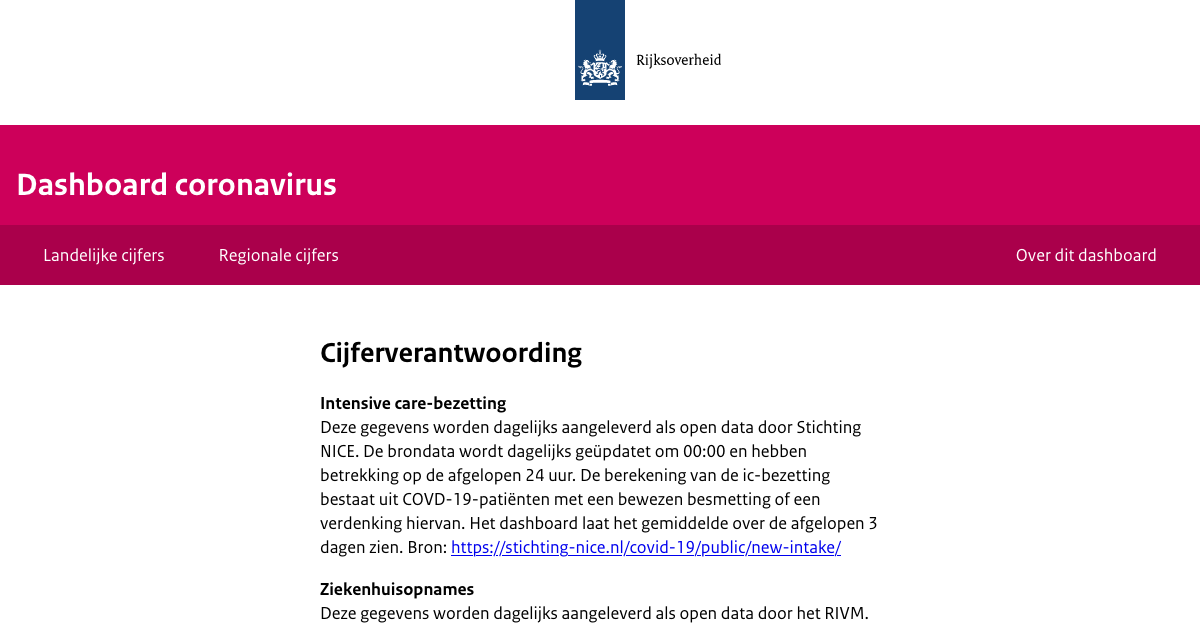 Rijksoverheid
Dashboard coronavirus
Landelijke cijfers
Regionale cijfers
Over dit dashboard
Cijferverantwoording
Intensive care-bezetting
Deze gegevens worden dagelijks aangeleverd als open data door Stichting
NICE. De brondata wordt dagelijks geüpdatet om 00:00 en hebben
betrekking op de afgelopen 24 uur. De berekening van de ic-bezetting
bestaat uit COVD-19-patiënten met een bewezen besmetting of een
verdenking hiervan. Het dashboard laat het gemiddelde over de afgelopen 3
dagen zien. Bron: https://stichting-nice.nl/covid-19/public/new-intake/
Ziekenhuisopnames
Deze gegevens worden dagelijks aangeleverd als open data door het RIVM.